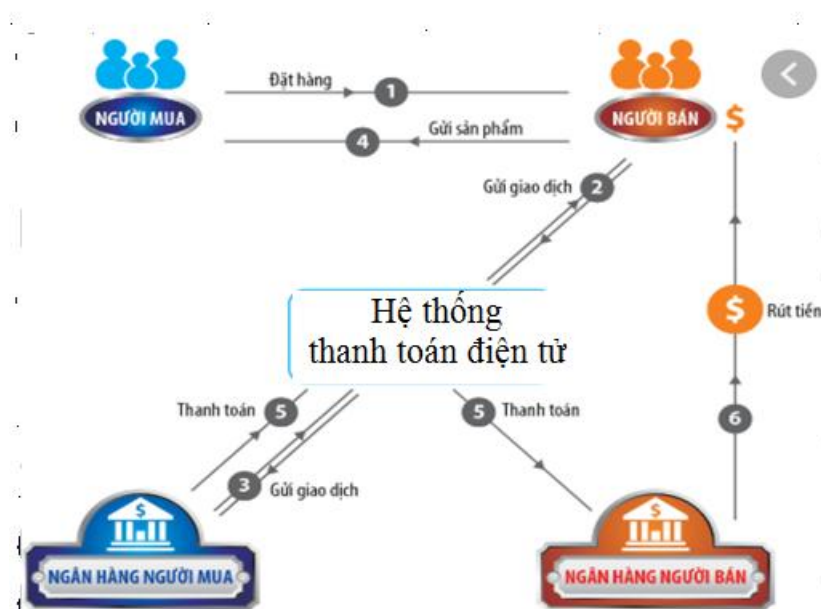 Đặt hàng
1
NGƯỜI MUA
NGƯỜI BÁN
$
Gửi sản phẩm
4
Gửi giao dịch
2
Hệ thống
thanh toán điện tử
$
Rút tiền
Thanh toán
5
5
Thanh toán
6
3
Gửi giao dịch
$
$
NGÂN HÀNG NGƯỜI MUA
NGÂN HÀNG NGƯỜI BÁN